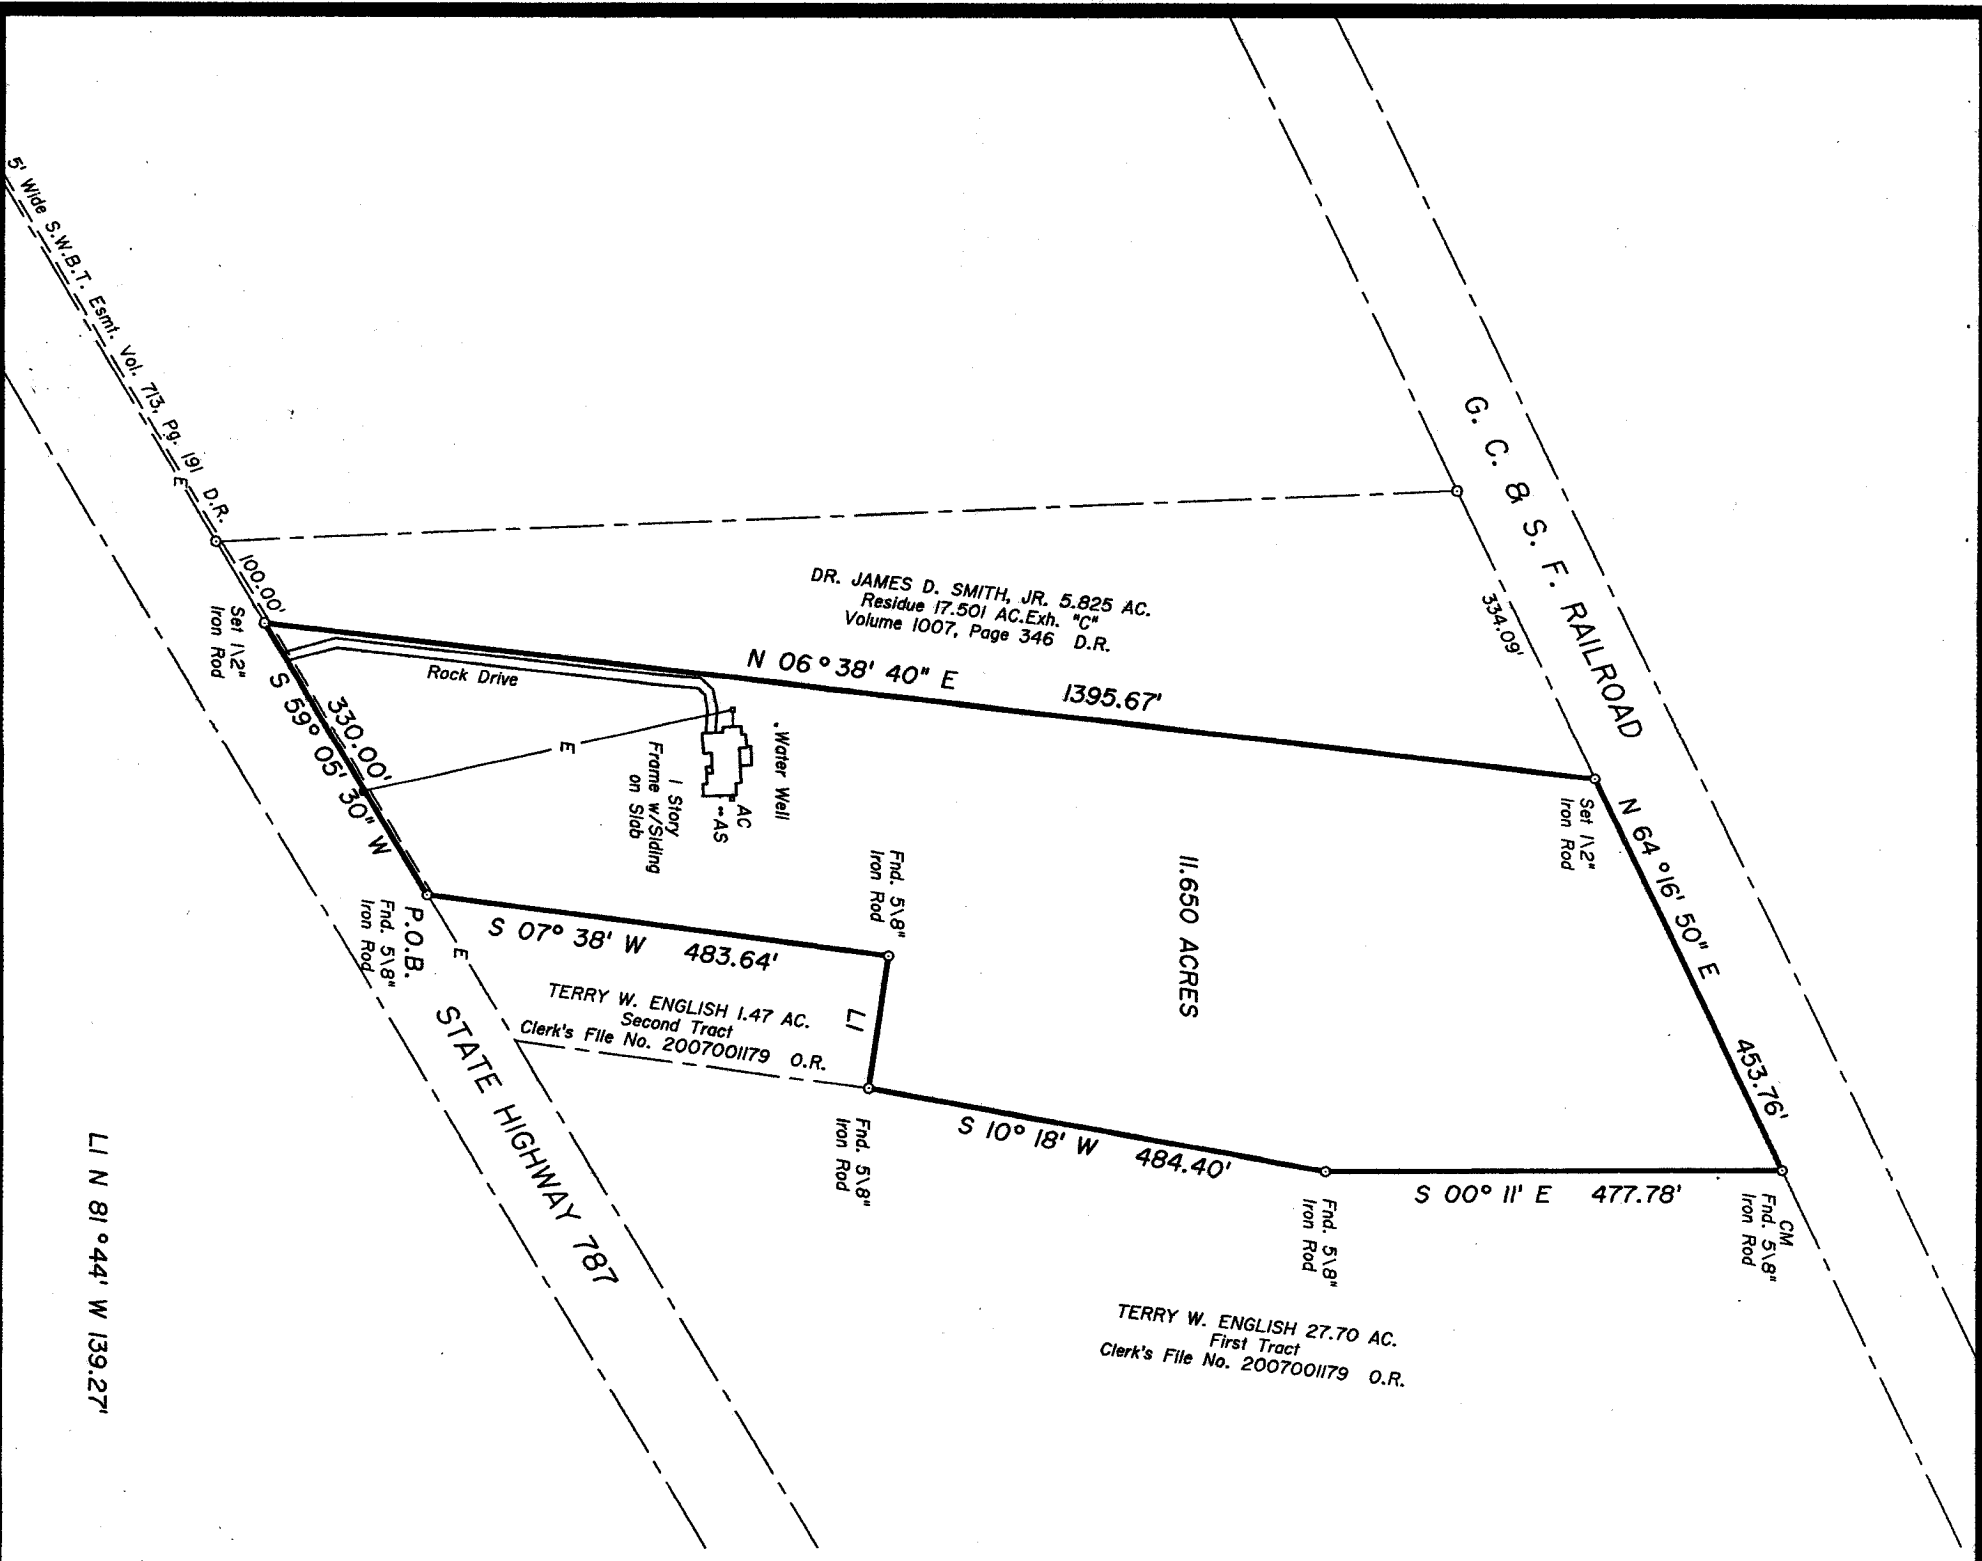 G. C. & S. F. RAILROAD
334.09'
N 64°16' 50" E
453.76'
Set 1\2"
Iron Rod
CM
Fnd. 5\8"
Iron Rod
DR. JAMES D. SMITH, JR. 5.825 AC.
Residue 17.501 AC.Exh. "C"
Volume 1007, Page 346 D.R.
N 06°38' 40" E
1395.67'
11.650 ACRES
S 00° 11' E 477.78'
Fnd. 5\8"
Iron Rod
S 10° 18' W 484.40'
TERRY W. ENGLISH 27.70 AC.
First Tract
Clerk's File No. 2007001179 O.R.
Fnd. 5\8"
Iron Rod
L1
Fnd. 5\8"
Iron Rod
.Water Well
AC
AS
1 Story
Frame w/Siding
on Slab
Rock Drive
E
S 07° 38' W 483.64'
TERRY W. ENGLISH 1.47 AC.
Second Tract
Clerk's File No. 2007001179 O.R.
5' Wide S.W.B.T. Esmt. Vol. 713, Pg. 191 D.R.
E
100.00'
Set 1\2"
Iron Rod
330.00'
S 59° 05' 30" W
P.O.B.
Fnd. 5\8"
Iron Rod
E
STATE HIGHWAY 787
L1 N 81°44' W 139.27'